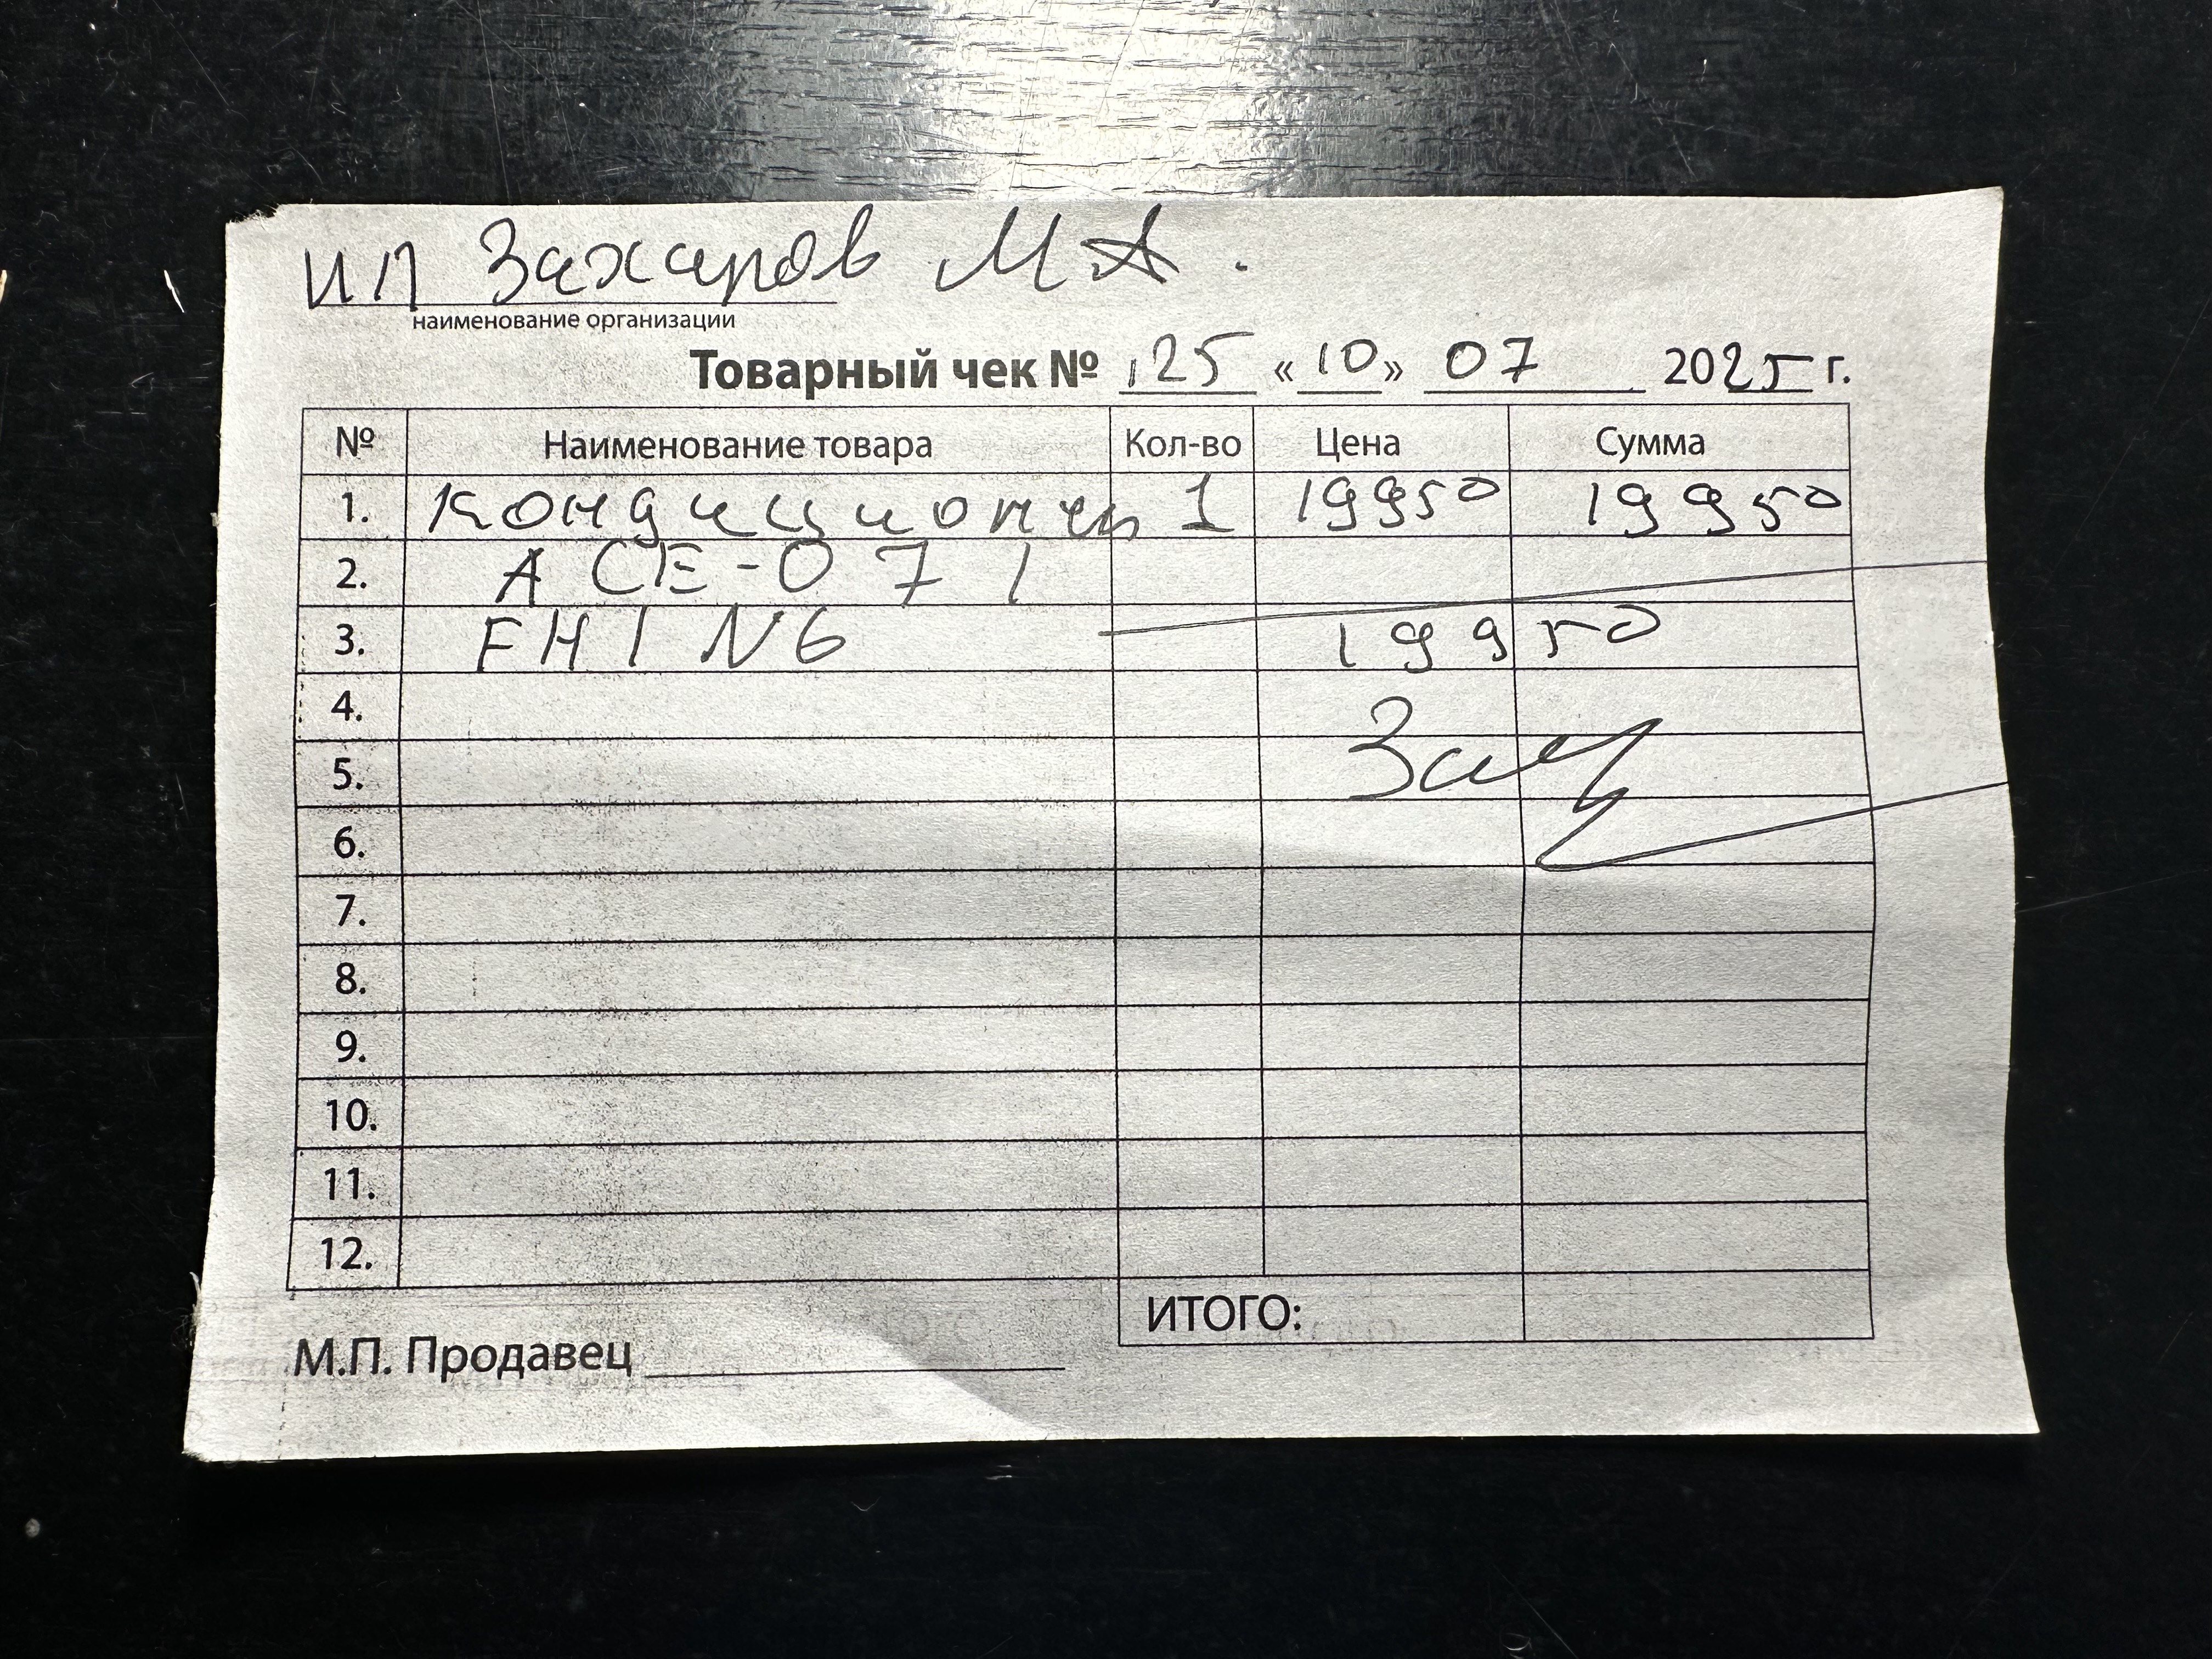 ИП Захаров М А.
наименование организации
Товарный чек № 125 «10» 07 2025 г.
№ Наименование товара Кол-во Цена Сумма
1. Кондиционер 1 19950 19950
2. ACE-071
3. FH1N6 19950
4.
5.
6.
7.
8.
9.
10.
11.
12.
ИТОГО:
М.П. Продавец